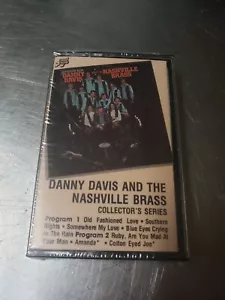 DANNY DAVIS
NASHVILLE
BRASS
DANNY DAVIS AND THE
NASHVILLE BRASS
COLLECTOR'S SERIES
Program 1 Old Fashioned Love • Southern
Nights • Somewhere My Love • Blue Eyes Crying
In The Rain Program 2 Ruby, Are You Mad At
Your Man • Amanda* • Cotton Eyed Joe*